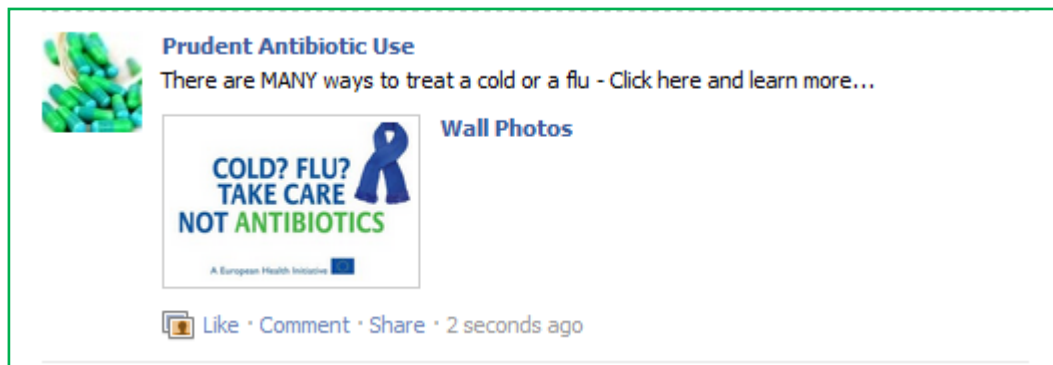 Prudent Antibiotic Use
There are MANY ways to treat a cold or a flu - Click here and learn more...
Wall Photos
COLD? FLU?
TAKE CARE
NOT ANTIBIOTICS
A European Health Initiative
Like · Comment · Share · 2 seconds ago